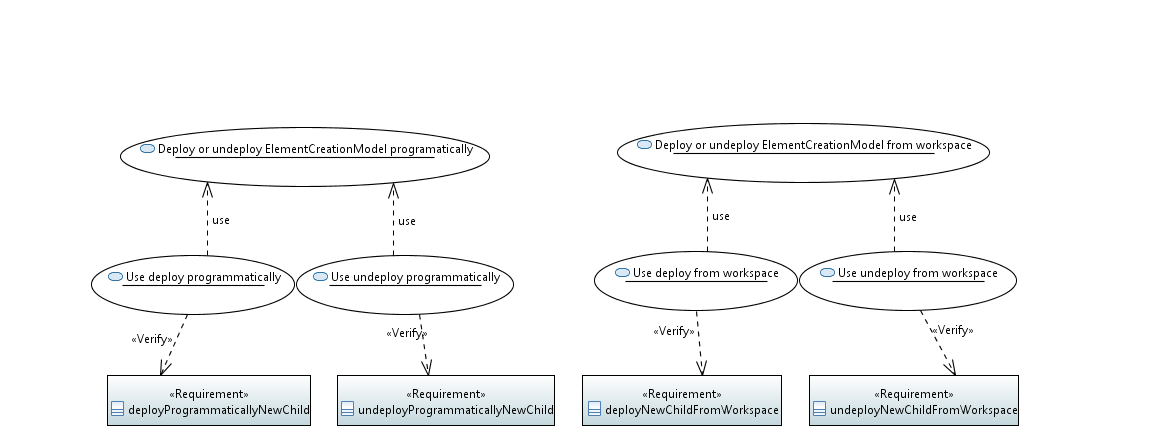 Deploy or undeploy ElementCreationModel programatically
Deploy or undeploy ElementCreationModel from workspace
use
use
use
use
Use deploy programmatically
Use undeploy programmatically
Use deploy from workspace
Use undeploy from workspace
«Verify»
«Verify»
«Verify»
«Verify»
«Requirement»
deployProgrammaticallyNewChild
«Requirement»
undeployProgrammaticallyNewChild
«Requirement»
deployNewChildFromWorkspace
«Requirement»
undeployNewChildFromWorkspace